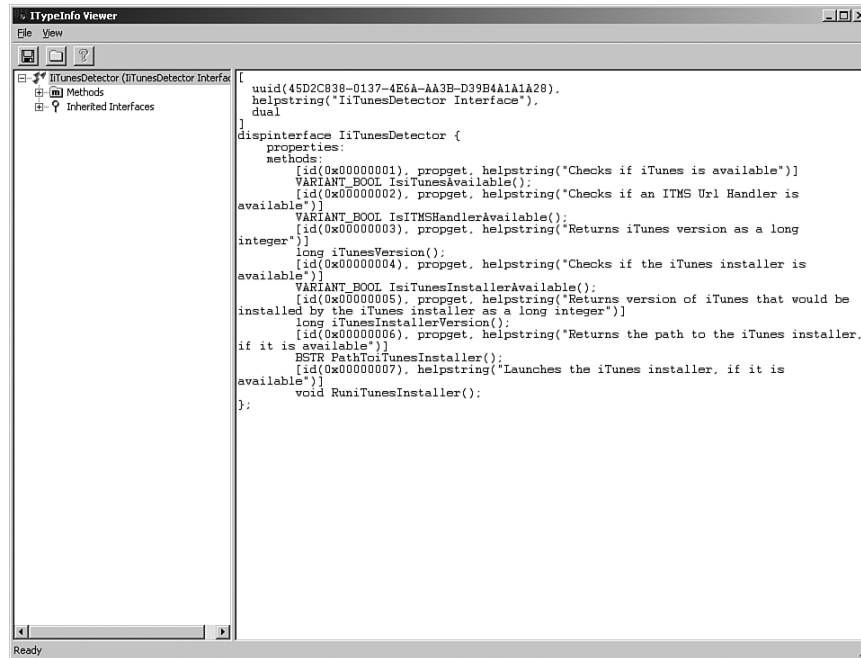 ITypeInfo Viewer
File View
IiTunesDetector (IiTunesDetector Interfac
Methods
Inherited Interfaces
[
uuid(45D2C838-0137-4E6A-AA3B-D39B4A1A1A28),
helpstring("IiTunesDetector Interface"),
dual
]
dispinterface IiTunesDetector {
properties:
methods:
[id(0x00000001), propget, helpstring("Checks if iTunes is available")]
VARIANT_BOOL IsiTunesAvailable();
[id(0x00000002), propget, helpstring("Checks if an ITMS Url Handler is
available")]
VARIANT_BOOL IsITMSHandlerAvailable();
[id(0x00000003), propget, helpstring("Returns iTunes version as a long
integer")]
long iTunesVersion();
[id(0x00000004), propget, helpstring("Checks if the iTunes installer is
available")]
VARIANT_BOOL IsiTunesInstallerAvailable();
[id(0x00000005), propget, helpstring("Returns version of iTunes that would be
installed by the iTunes installer as a long integer")]
long iTunesInstallerVersion();
[id(0x00000006), propget, helpstring("Returns the path to the iTunes installer,
if it is available")]
BSTR PathToiTunesInstaller();
[id(0x00000007), helpstring("Launches the iTunes installer, if it is
available")]
void RuniTunesInstaller();
};
Ready